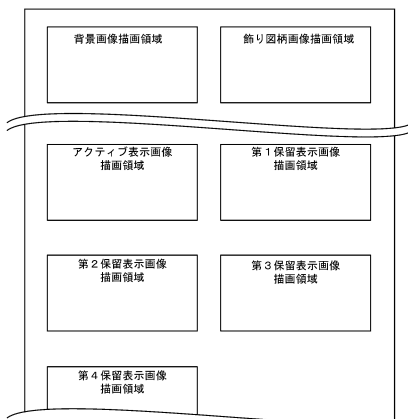 背景画像描画領域
飾り図柄画像描画領域
アクティブ表示画像
描画領域
第1保留表示画像
描画領域
第2保留表示画像
描画領域
第3保留表示画像
描画領域
第4保留表示画像
描画領域